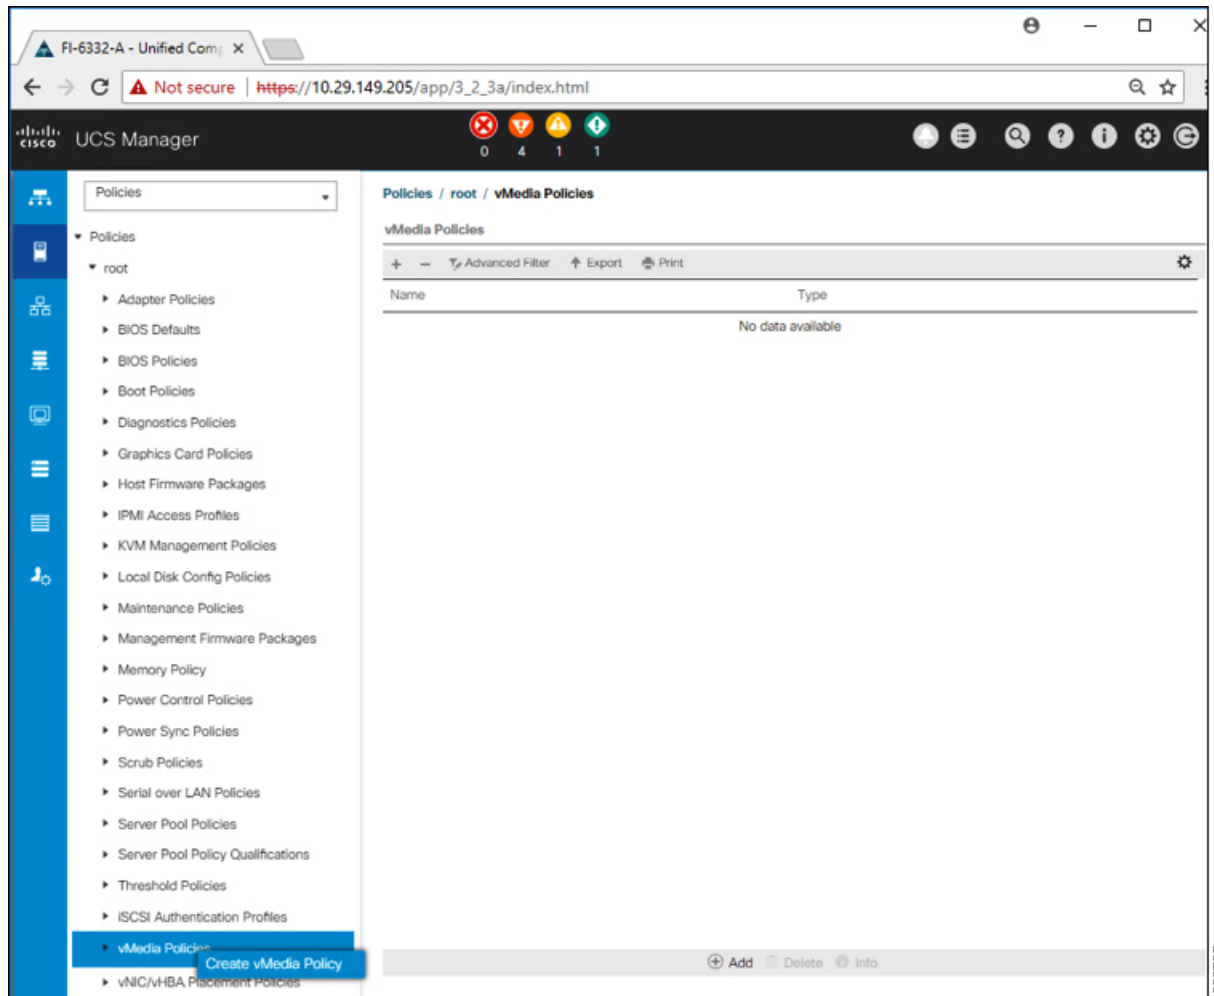 FI-6332-A - Unified Com
Not secure | https://10.29.149.205/app/3_2_3a/index.html
cisco UCS Manager
0 4 1 1
Policies
Policies / root / vMedia Policies
vMedia Policies
+ − Advanced Filter Export Print
Name Type
No data available
Policies
root
Adapter Policies
BIOS Defaults
BIOS Policies
Boot Policies
Diagnostics Policies
Graphics Card Policies
Host Firmware Packages
IPMI Access Profiles
KVM Management Policies
Local Disk Config Policies
Maintenance Policies
Management Firmware Packages
Memory Policy
Power Control Policies
Power Sync Policies
Scrub Policies
Serial over LAN Policies
Server Pool Policies
Server Pool Policy Qualifications
Threshold Policies
iSCSI Authentication Profiles
vMedia Policies
Create vMedia Policy
vNIC/vHBA Placement Policies
Add Delete Info